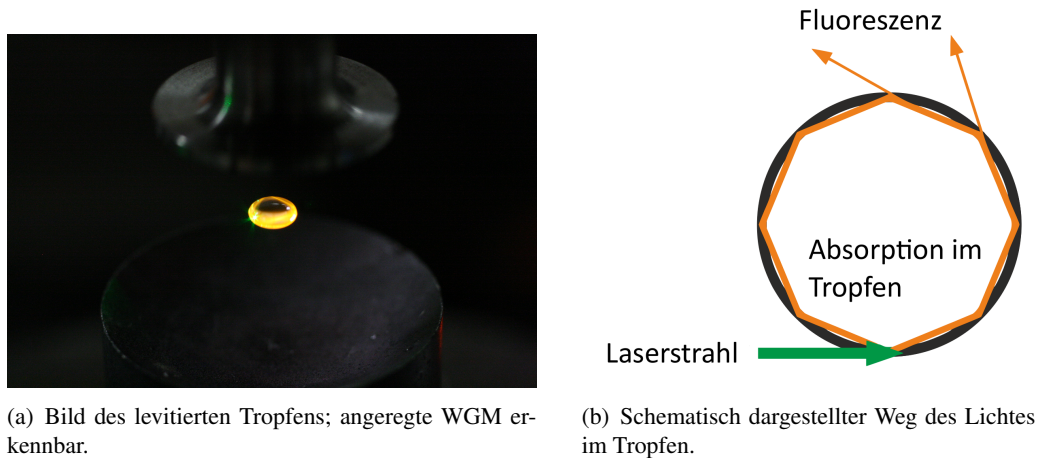 Fluoreszenz
Absorption im
Tropfen
Laserstrahl
(a) Bild des levitierten Tropfens; angeregte WGM er-
kennbar.
(b) Schematisch dargestellter Weg des Lichtes
im Tropfen.